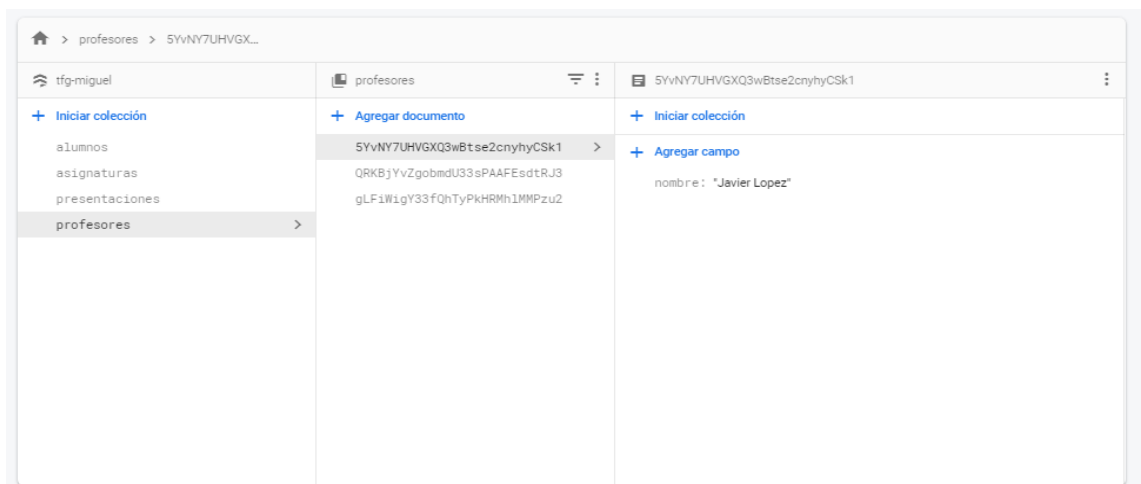 profesores > 5YvNY7UHVGX...
tfg-miguel
Iniciar colección
alumnos
asignaturas
presentaciones
profesores
profesores
Agregar documento
5YvNY7UHVGXQ3wBtse2cnyhyCSk1
QRKBjYvZgobmdU33sPAAFEsdtRJ3
gLFiWigY33fQhTyPkHRMhlMMPzu2
5YvNY7UHVGXQ3wBtse2cnyhyCSk1
Iniciar colección
Agregar campo
nombre: "Javier Lopez"